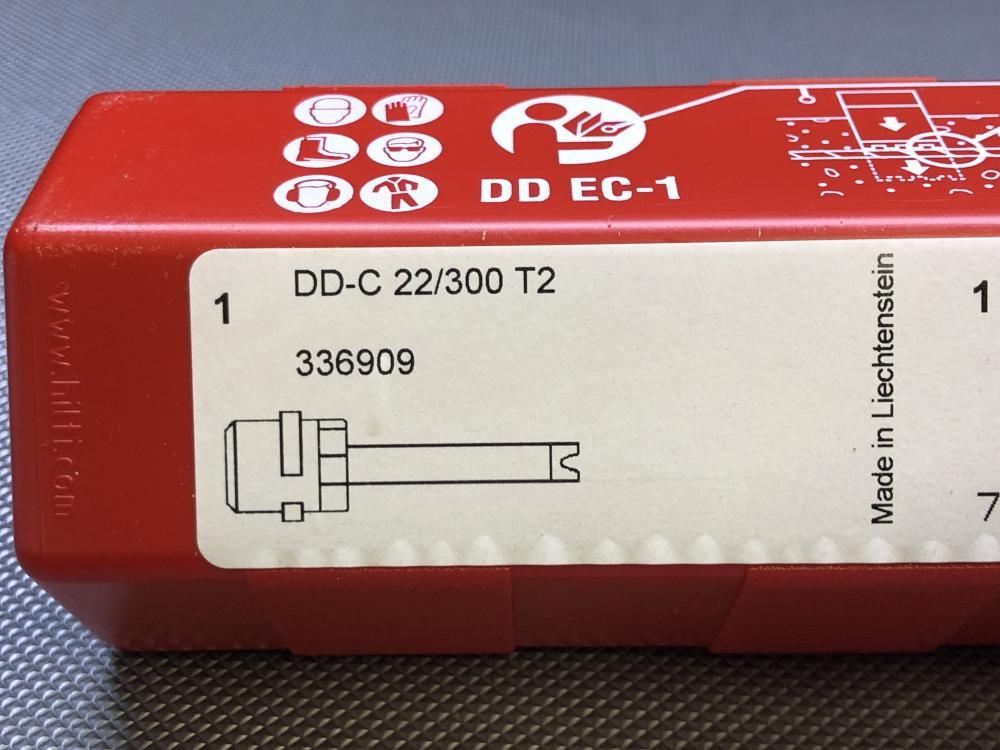 DD EC-1
1
DD-C 22/300 T2
336909
Made in Liechtenstein
1
7
www.hilti.com